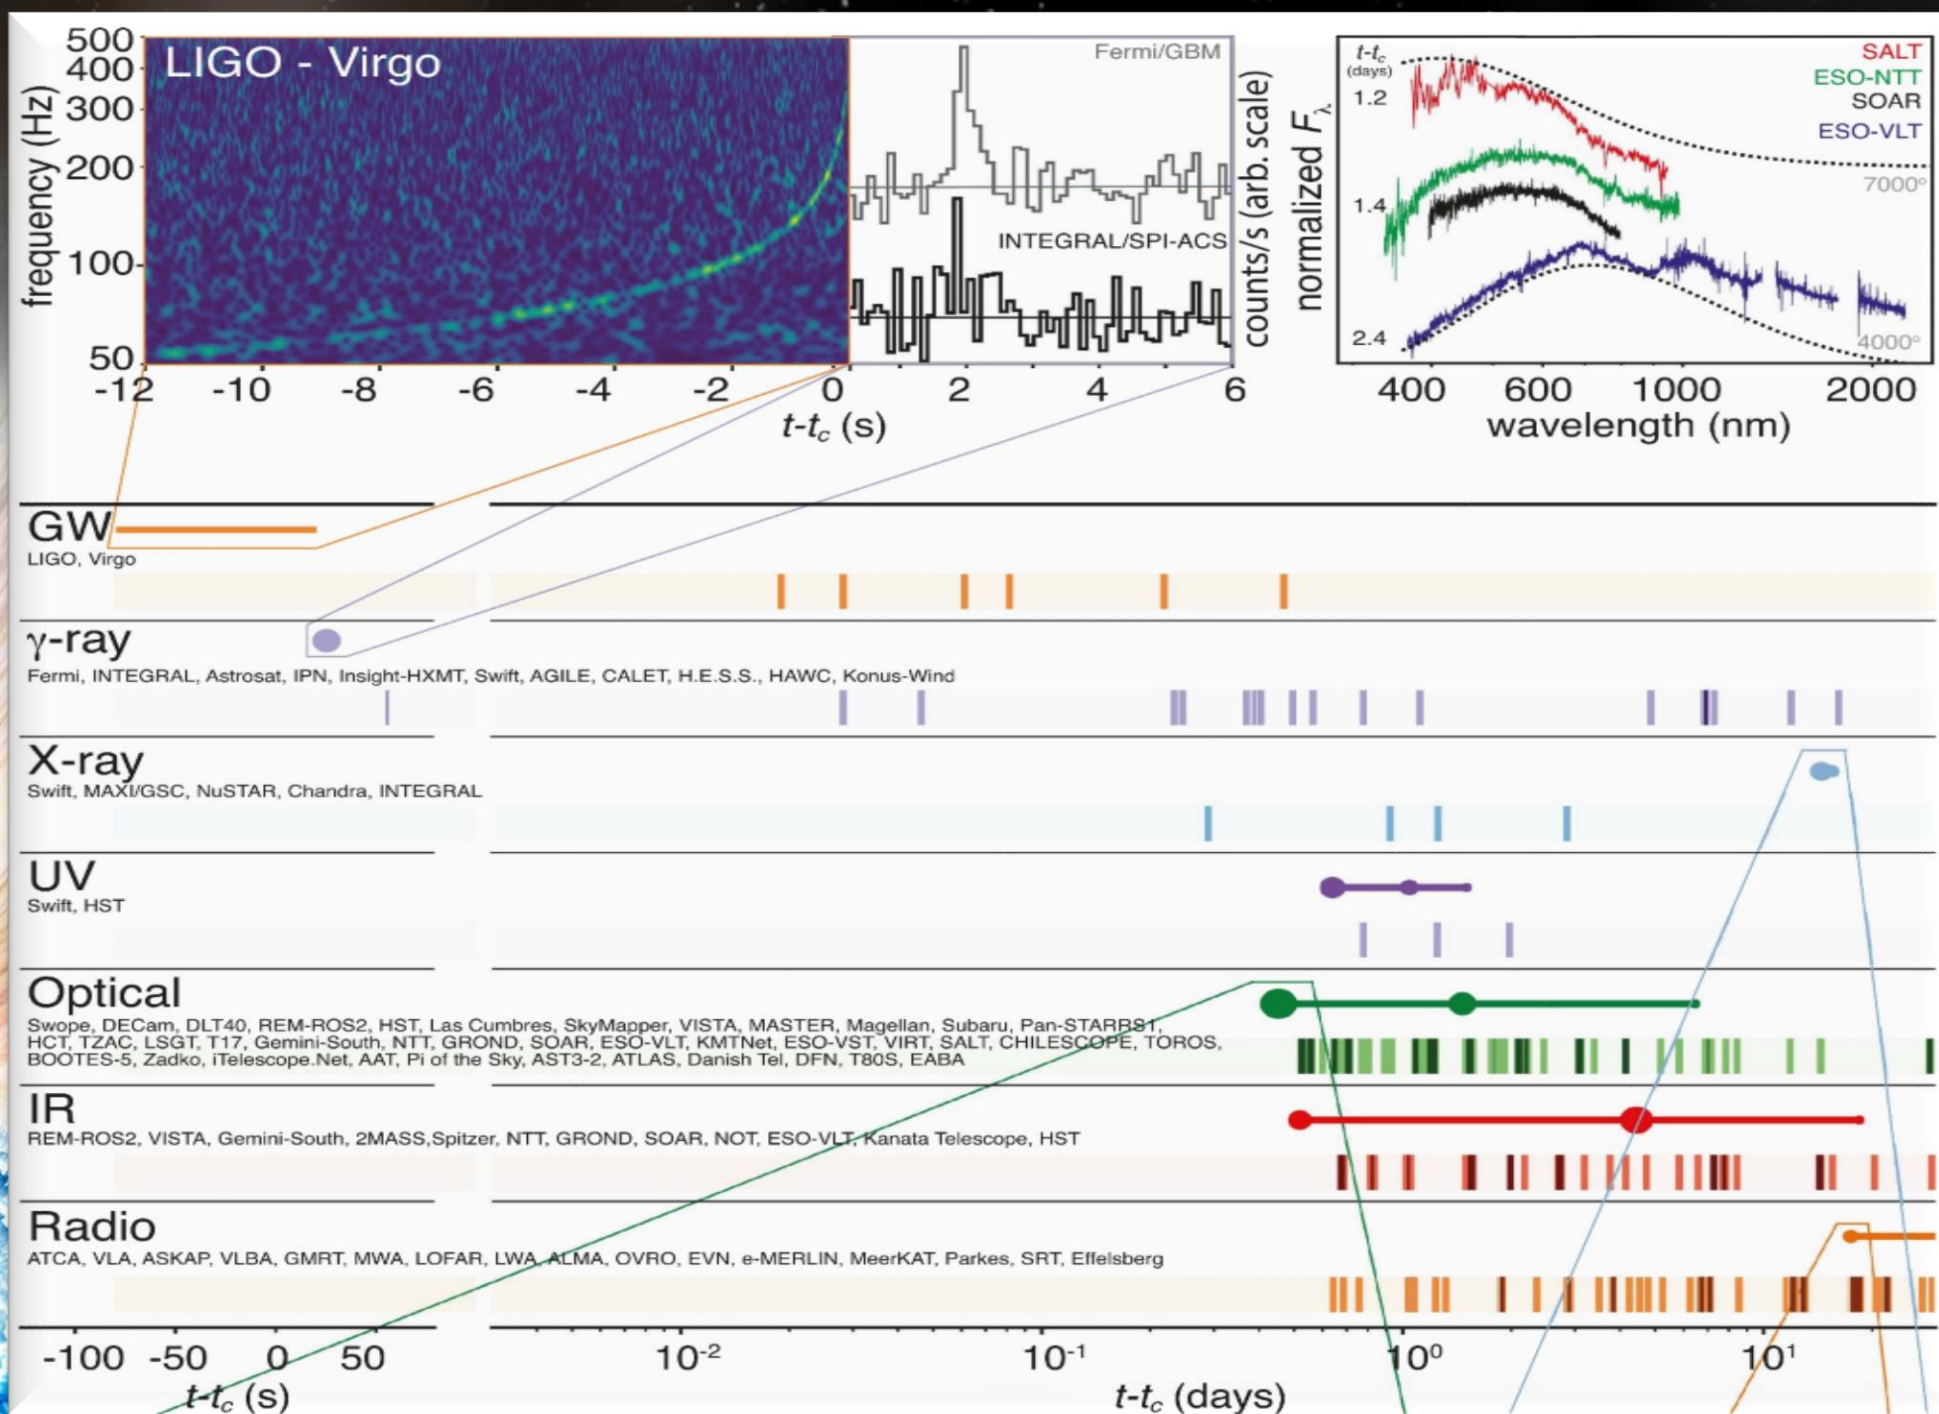 LIGO - Virgo
frequency (Hz)
500
400
300
200
100
50
-12 -10 -8 -6 -4 -2 0 2 4 6
t-tc (s)
Fermi/GBM
INTEGRAL/SPI-ACS
counts/s (arb. scale)
normalized Fλ
t-tc
(days)
1.2
1.4
2.4
SALT
ESO-NTT
SOAR
ESO-VLT
7000°
4000°
400 600 1000 2000
wavelength (nm)
GW
LIGO, Virgo
γ-ray
Fermi, INTEGRAL, Astrosat, IPN, Insight-HXMT, Swift, AGILE, CALET, H.E.S.S., HAWC, Konus-Wind
X-ray
Swift, MAXI/GSC, NuSTAR, Chandra, INTEGRAL
UV
Swift, HST
Optical
Swope, DECam, DLT40, REM-ROS2, HST, Las Cumbres, SkyMapper, VISTA, MASTER, Magellan, Subaru, Pan-STARRS1,
HCT, TZAC, LSGT, T17, Gemini-South, NTT, GROND, SOAR, ESO-VLT, KMTNet, ESO-VST, VIRT, SALT, CHILESCOPE, TOROS,
BOOTES-5, Zadko, iTelescope.Net, AAT, Pi of the Sky, AST3-2, ATLAS, Danish Tel, DFN, T80S, EABA
IR
REM-ROS2, VISTA, Gemini-South, 2MASS,Spitzer, NTT, GROND, SOAR, NOT, ESO-VLT, Kanata Telescope, HST
Radio
ATCA, VLA, ASKAP, VLBA, GMRT, MWA, LOFAR, LWA, ALMA, OVRO, EVN, e-MERLIN, MeerKAT, Parkes, SRT, Effelsberg
-100 -50 0 50 10⁻² 10⁻¹ 10⁰ 10¹
t-tc (s) t-tc (days)